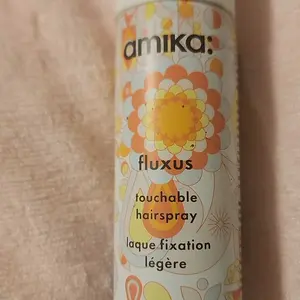 amika:
fluxus
touchable
hairspray
laque fixation
légère